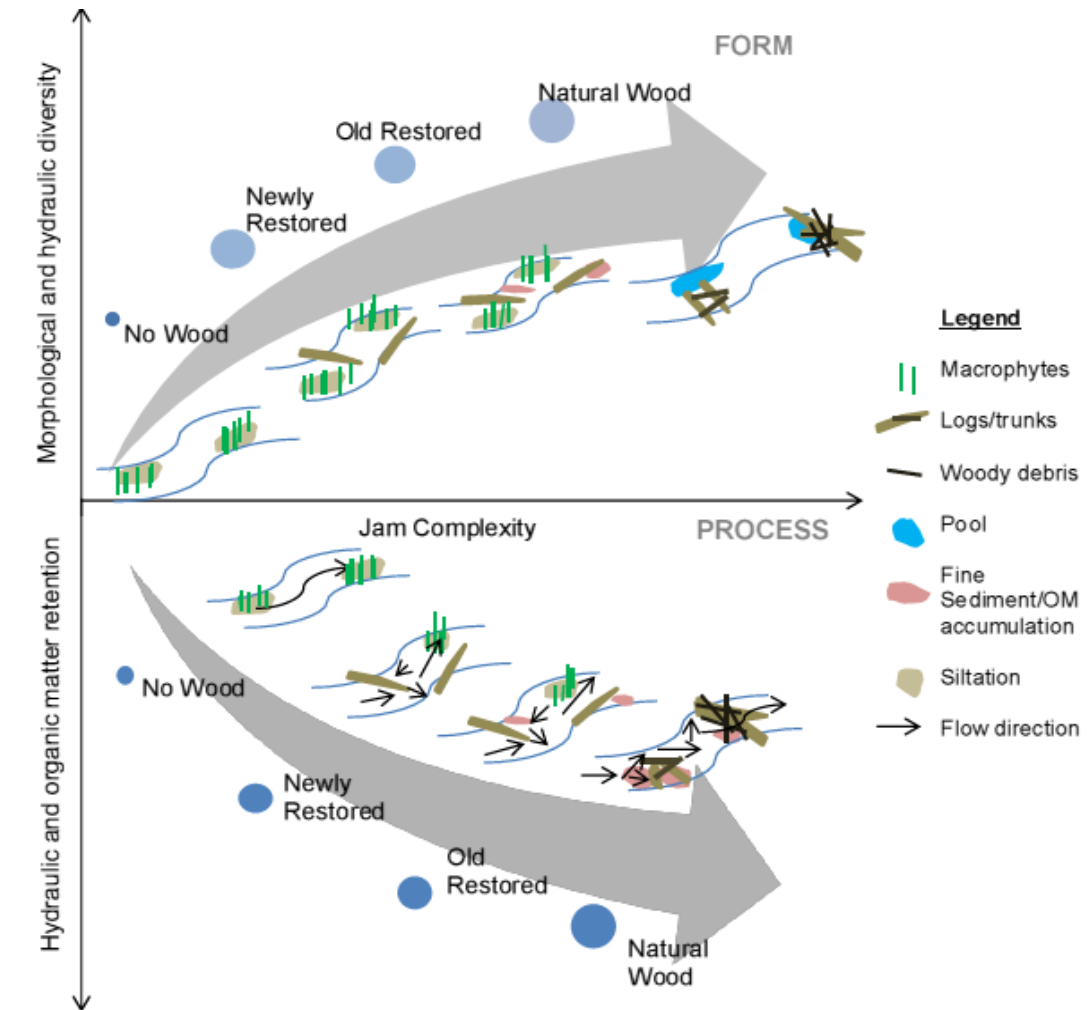 FORM
Natural Wood
Old Restored
Newly
Restored
No Wood
Morphological and hydraulic diversity
Legend
Macrophytes
Logs/trunks
Woody debris
Pool
Fine
Sediment/OM
accumulation
Siltation
Flow direction
Jam Complexity
PROCESS
No Wood
Newly
Restored
Old
Restored
Natural
Wood
Hydraulic and organic matter retention